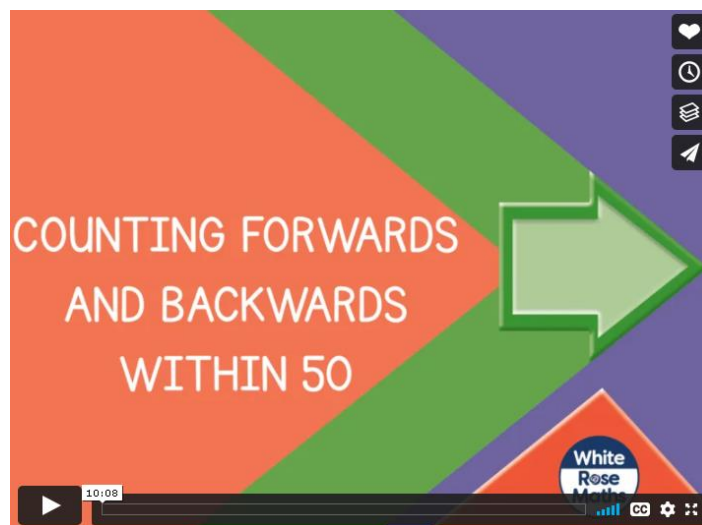 COUNTING FORWARDS
AND BACKWARDS
WITHIN 50
White
Rose
Maths
10:08
CC